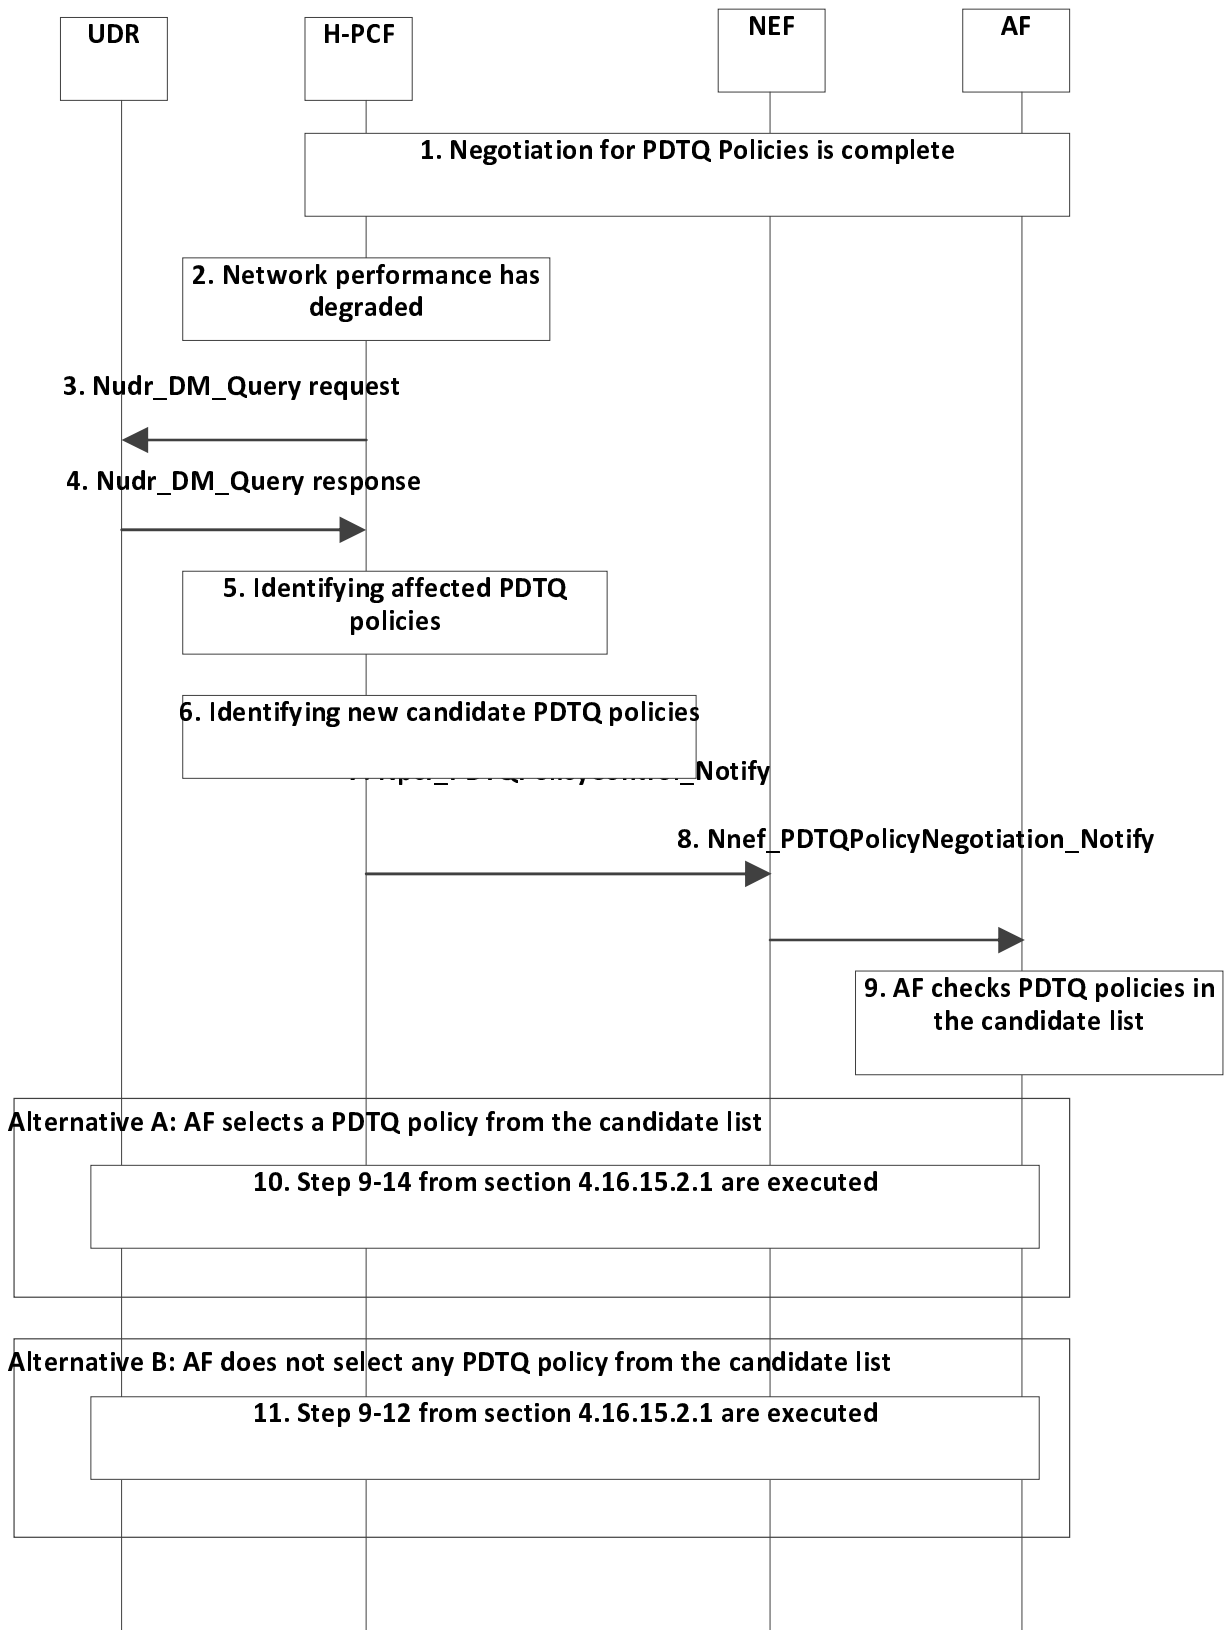 UDR
H-PCF
NEF
AF
1. Negotiation for PDTQ Policies is complete
2. Network performance has
degraded
3. Nudr_DM_Query request
4. Nudr_DM_Query response
5. Identifying affected PDTQ
policies
6. Identifying new candidate PDTQ policies
_Notify
8. Nnef_PDTQPolicyNegotiation_Notify
9. AF checks PDTQ policies in
the candidate list
Alternative A: AF selects a PDTQ policy from the candidate list
10. Step 9-14 from section 4.16.15.2.1 are executed
Alternative B: AF does not select any PDTQ policy from the candidate list
11. Step 9-12 from section 4.16.15.2.1 are executed